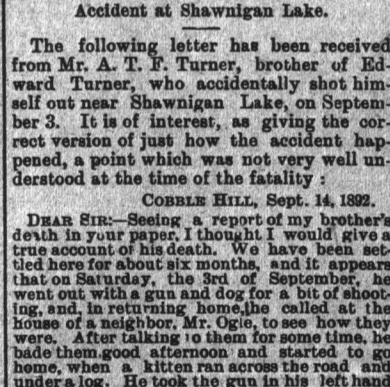 Accident at Shawnigan Lake.
The following letter has been received
from Mr. A. T. F. Turner, brother of Ed-
ward Turner, who accidentally shot him
self out near Shawnigan Lake, on Septem
ber 3. It is of interest, as giving the cor-
rect version of just how the accident hap-
pened, a point which was not very well un-
derstood at the time of the fatality :
COBBLE HILL, Sept. 14, 1892.
DEAR SIR:—Seeing a report of my brother's
death in your paper, I thought I would give a
true account of his death. We have been set-
tled here for about six months, and it appears
that on Saturday, the 3rd of September, he
went out with a gun and dog for a bit of shoot-
ing, and, in returning home, he called at the
house of a neighbor, Mr. Ogle, to see how they
were. After talking to them for some time, he
bade them good afternoon and started to go
home, when a kitten ran across the road and
under a log. He took the gun in his left hand